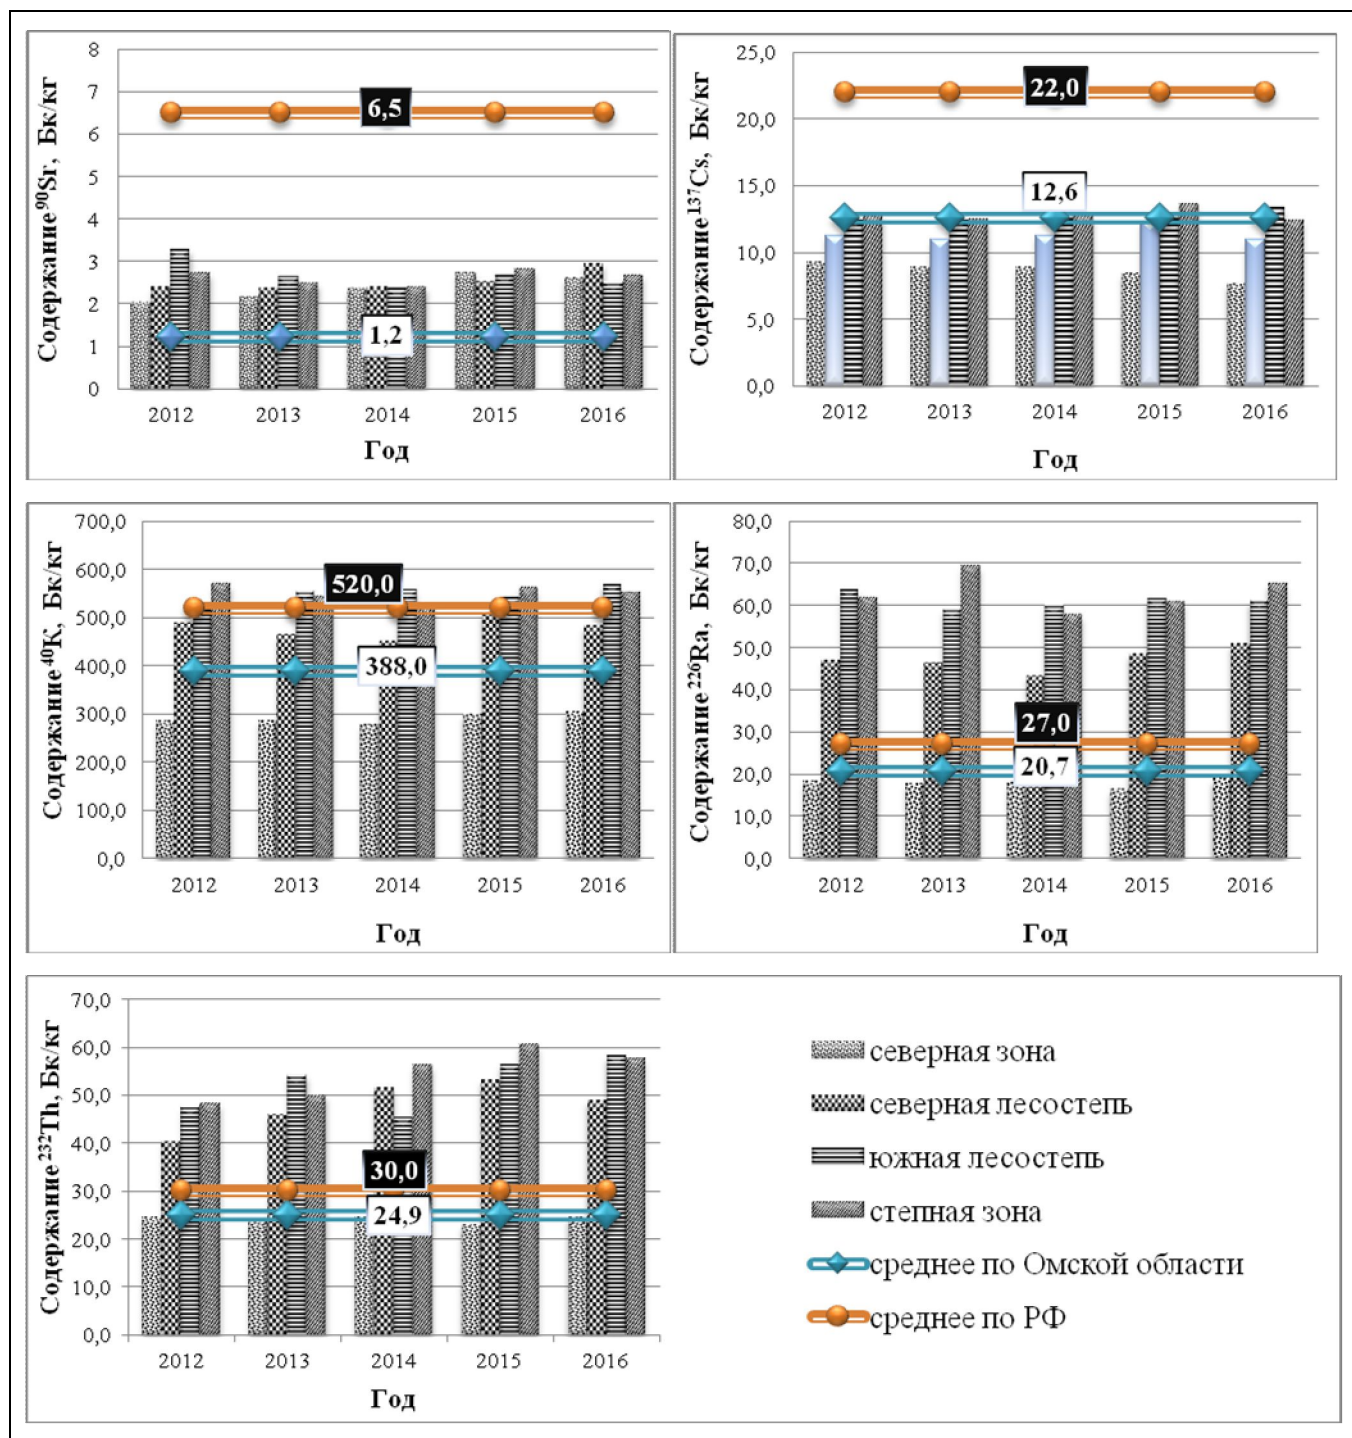 Содержание ⁹⁰Sr, Бк/кг
8
7
6
5
4
3
2
1
0
6,5
1,2
2012 2013 2014 2015 2016
Год
Содержание ¹³⁷Cs, Бк/кг
25,0
20,0
15,0
10,0
5,0
0,0
22,0
12,6
2012 2013 2014 2015 2016
Год
Содержание ⁴⁰K, Бк/кг
700,0
600,0
500,0
400,0
300,0
200,0
100,0
0,0
520,0
388,0
2012 2013 2014 2015 2016
Год
Содержание ²²⁶Ra, Бк/кг
80,0
70,0
60,0
50,0
40,0
30,0
20,0
10,0
0,0
27,0
20,7
2012 2013 2014 2015 2016
Год
Содержание ²³²Th, Бк/кг
70,0
60,0
50,0
40,0
30,0
20,0
10,0
0,0
30,0
24,9
2012 2013 2014 2015 2016
Год
северная зона
северная лесостепь
южная лесостепь
степная зона
среднее по Омской области
среднее по РФ